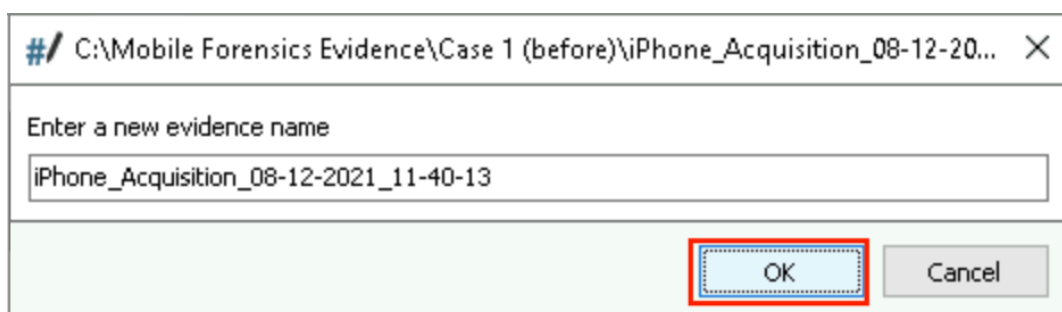 #/ C:\Mobile Forensics Evidence\Case 1 (before)\iPhone_Acquisition_08-12-20...
Enter a new evidence name
iPhone_Acquisition_08-12-2021_11-40-13
OK Cancel